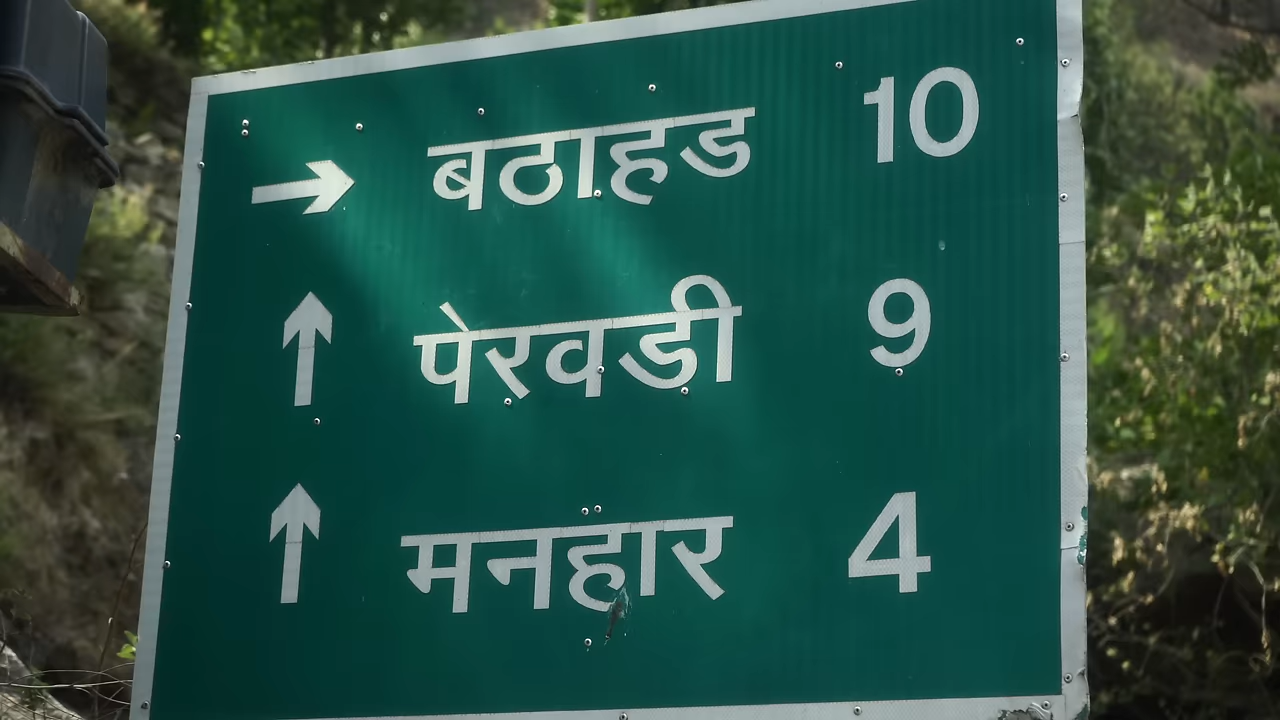 → बठाहड 10
↑ पेरवडी 9
↑ मनहार 4